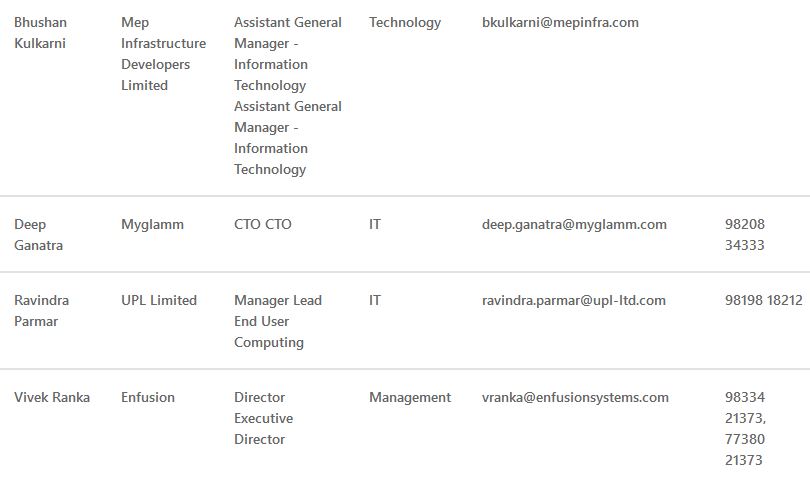 Bhushan Kulkarni
Mep Infrastructure Developers Limited
Assistant General Manager - Information Technology Assistant General Manager - Information Technology
Technology
bkulkarni@mepinfra.com
Deep Ganatra
Myglamm
CTO CTO
IT
deep.ganatra@myglamm.com
98208 34333
Ravindra Parmar
UPL Limited
Manager Lead End User Computing
IT
ravindra.parmar@upl-ltd.com
98198 18212
Vivek Ranka
Enfusion
Director Executive Director
Management
vranka@enfusionsystems.com
98334 21373, 77380 21373